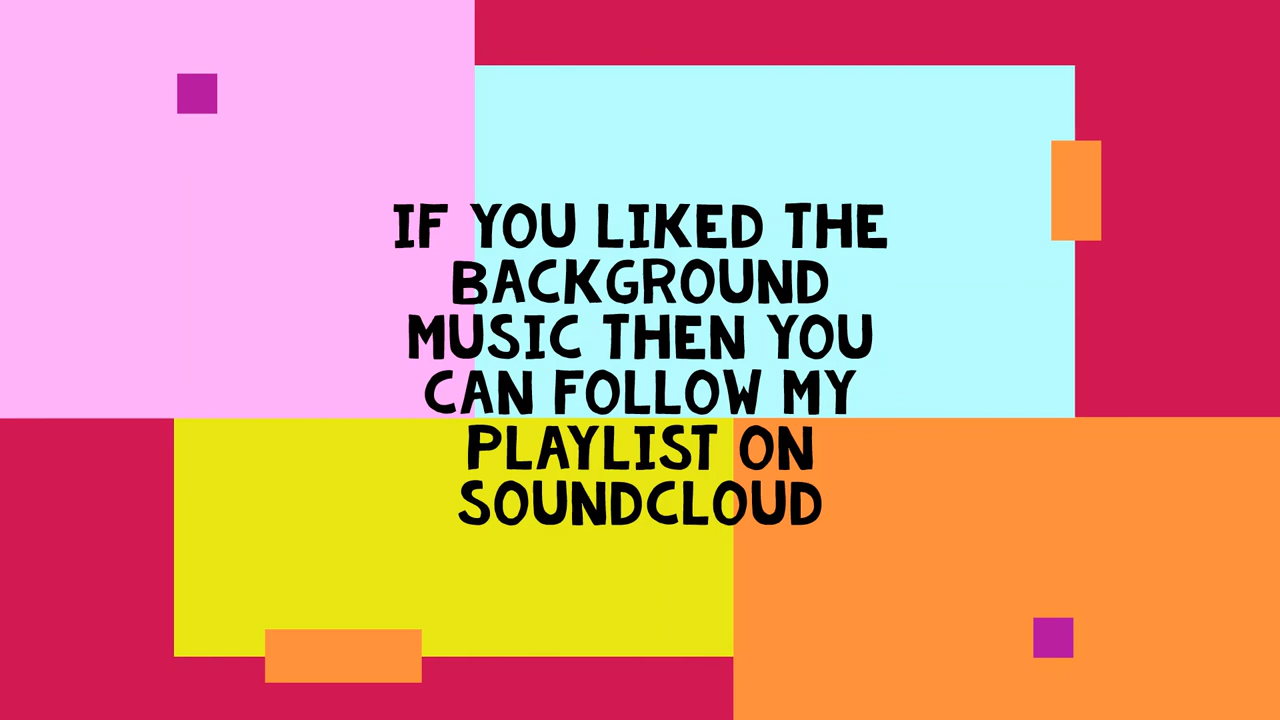 IF YOU LIKED THE
BACKGROUND
MUSIC THEN YOU
CAN FOLLOW MY
PLAYLIST ON
SOUNDCLOUD